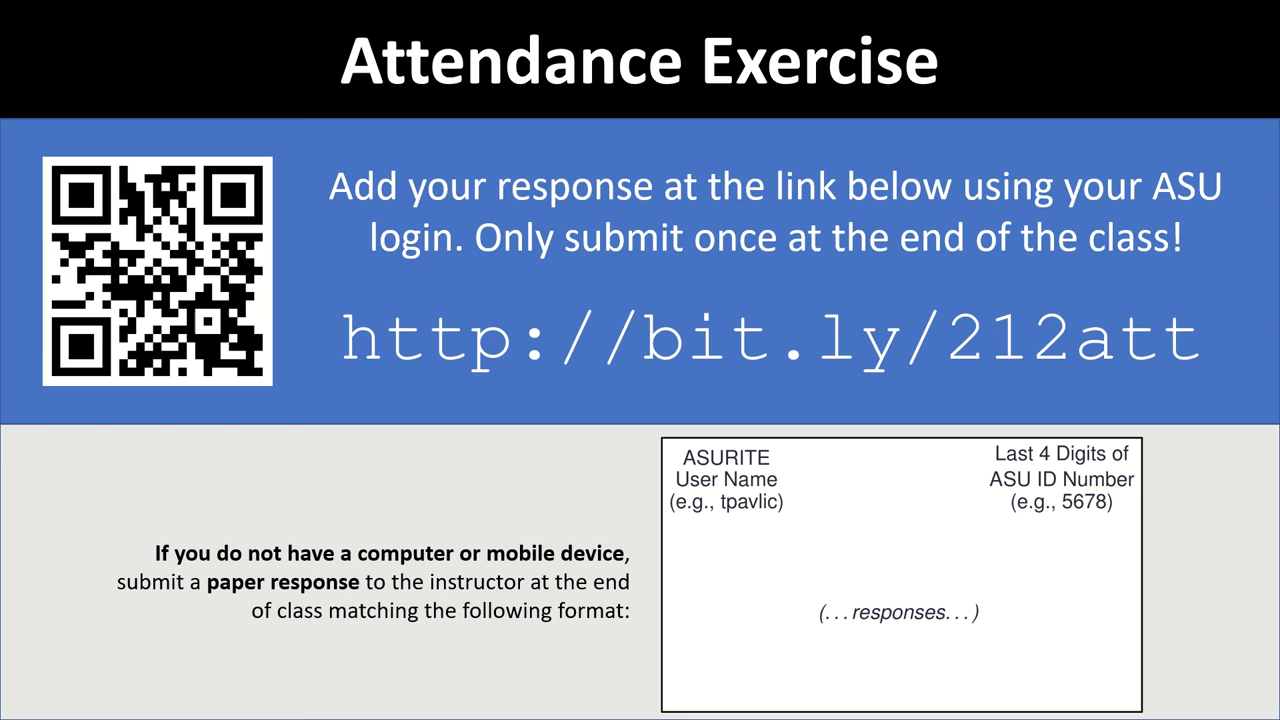 Attendance Exercise
Add your response at the link below using your ASU
login. Only submit once at the end of the class!
http://bit.ly/212att
If you do not have a computer or mobile device,
submit a paper response to the instructor at the end
of class matching the following format:
ASURITE
User Name
(e.g., tpavlic)
Last 4 Digits of
ASU ID Number
(e.g., 5678)
(...responses...)